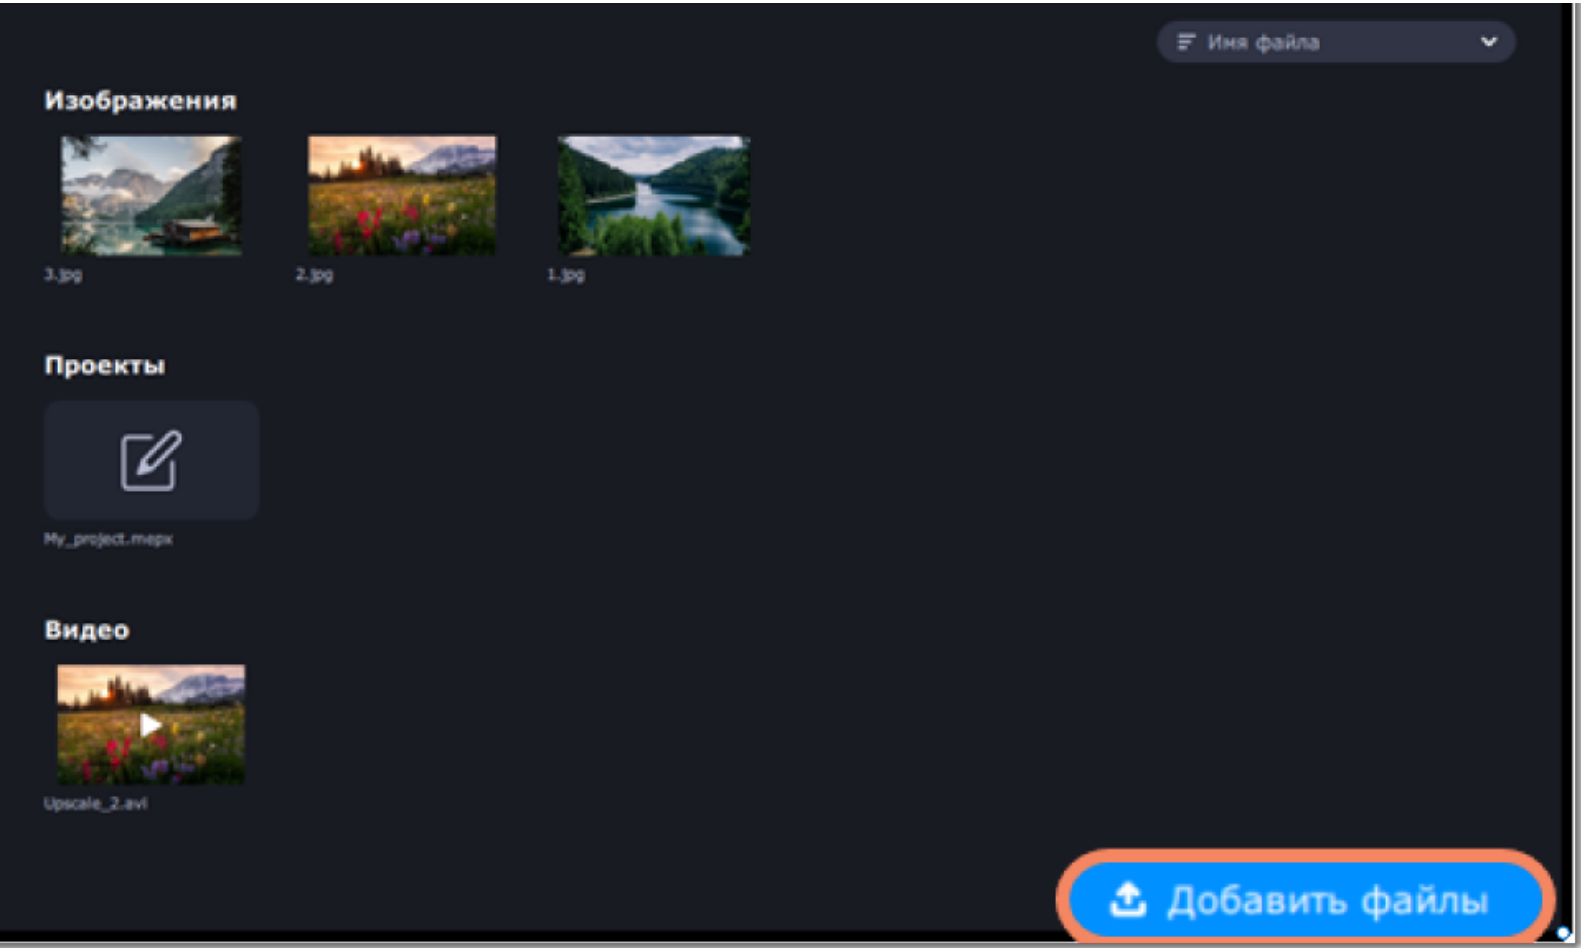 Имя файла
Изображения
3.jpg
2.jpg
1.jpg
Проекты
My_project.mepx
Видео
Upscale_2.avi
Добавить файлы